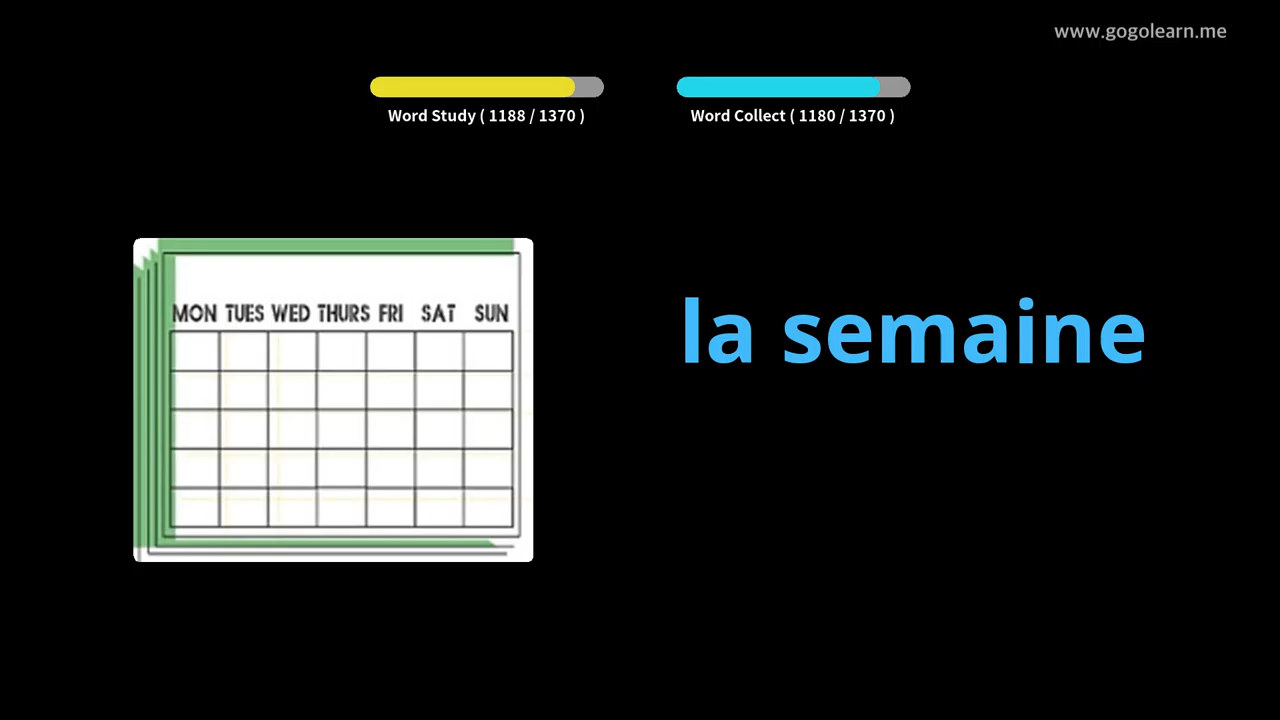 www.gogolearn.me
Word Study ( 1188 / 1370 )
Word Collect ( 1180 / 1370 )
MON TUES WED THURS FRI SAT SUN
la semaine